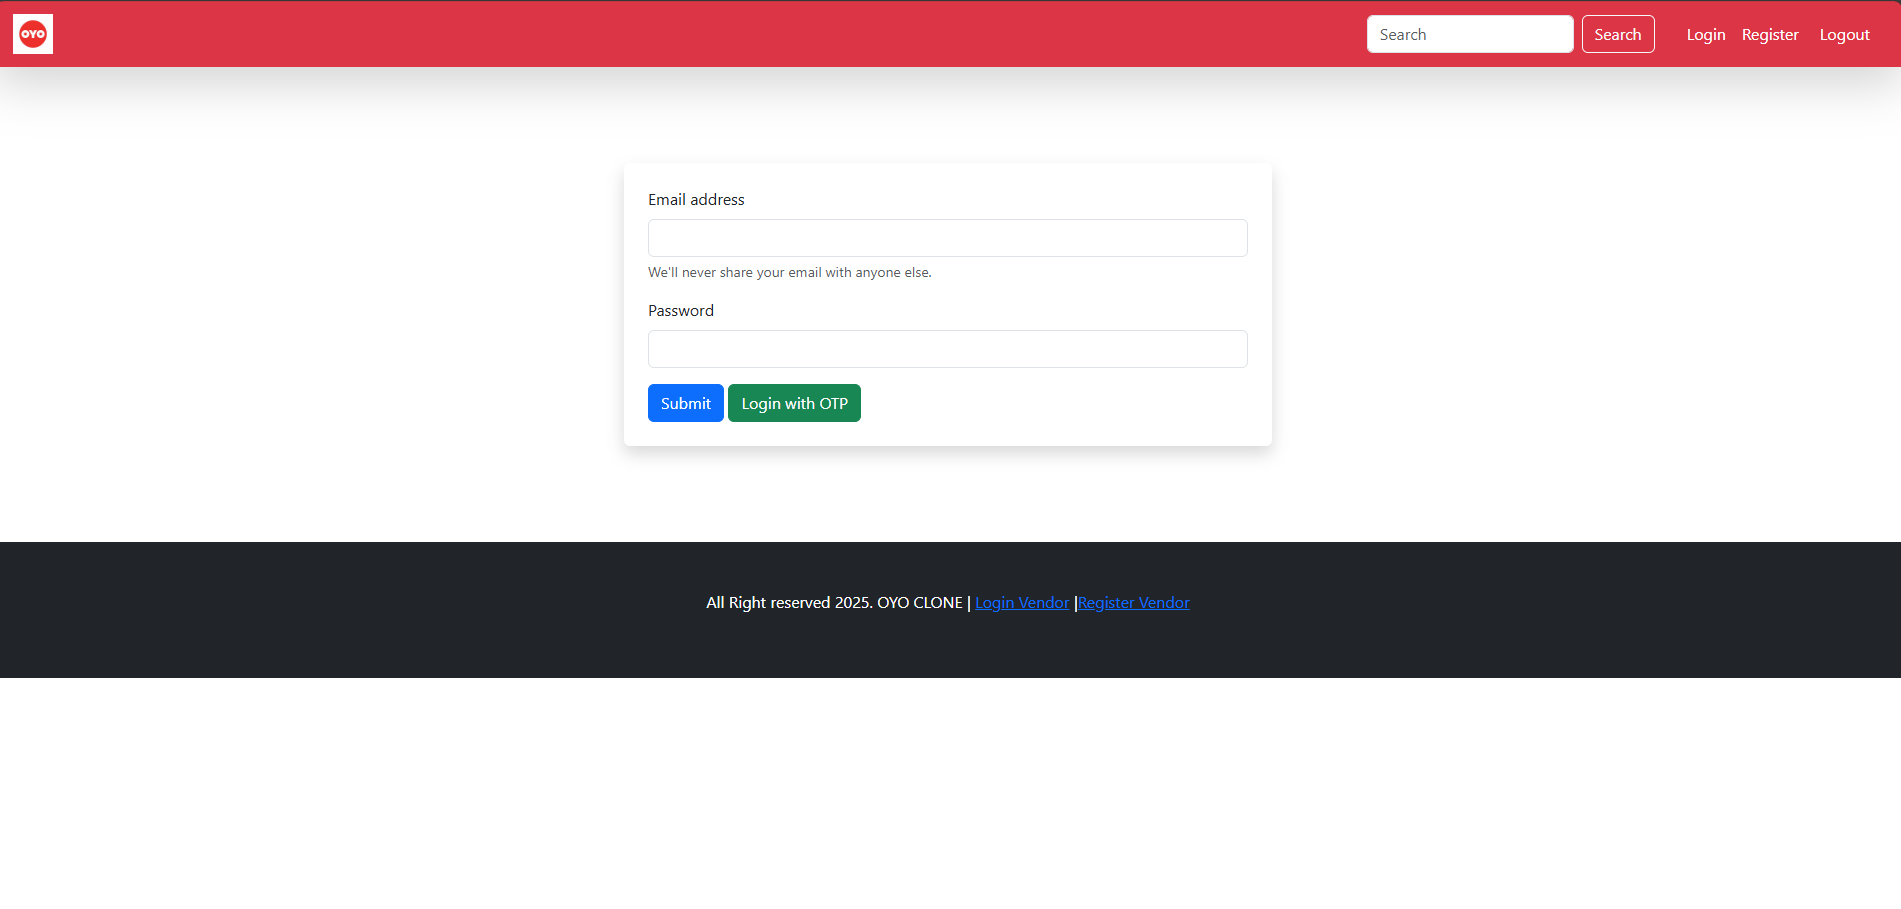 OYO
Search Search Login Register Logout
Email address
We'll never share your email with anyone else.
Password
Submit Login with OTP
All Right reserved 2025. OYO CLONE | Login Vendor |Register Vendor